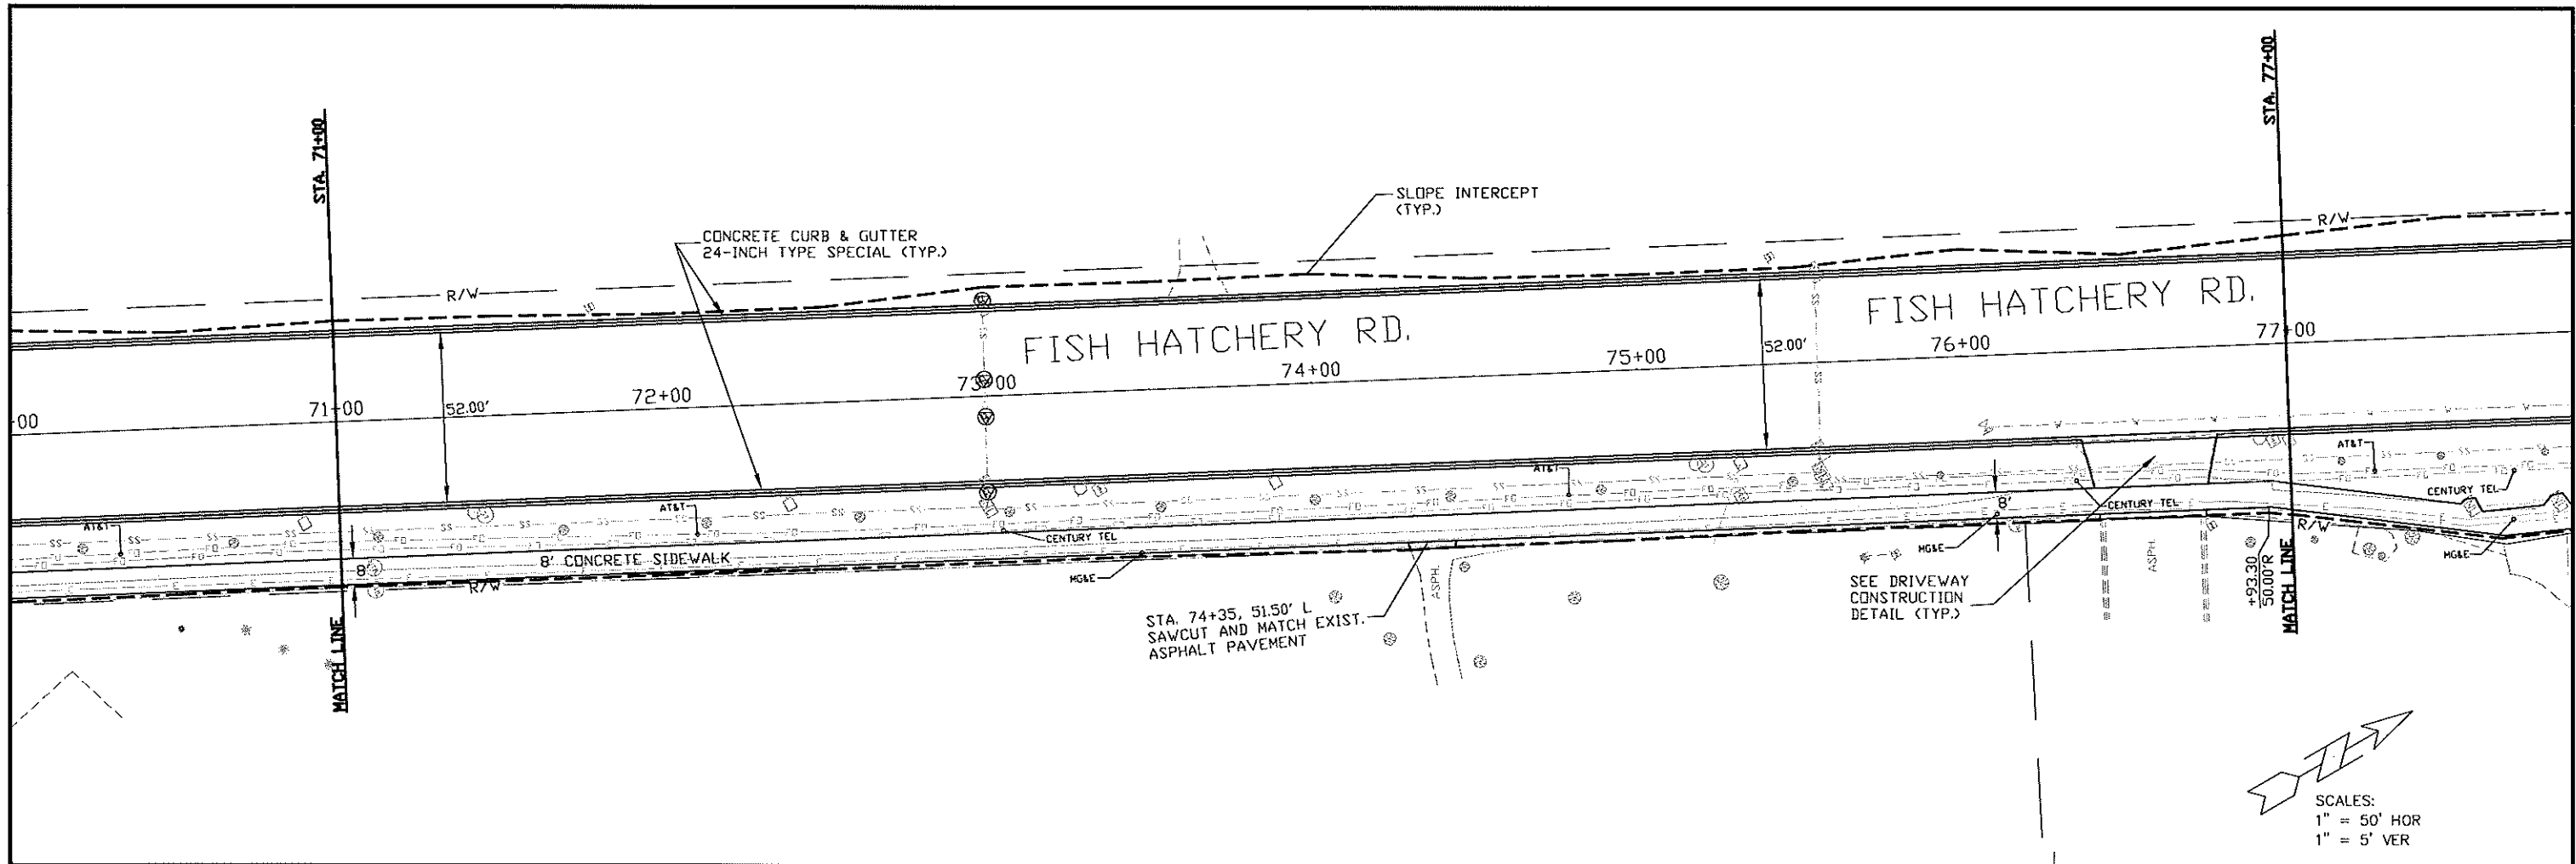 STA. 71+00
STA. 77+00
SLOPE INTERCEPT
(TYP.)
CONCRETE CURB & GUTTER
24-INCH TYPE SPECIAL (TYP.)
R/W
R/W
FISH HATCHERY RD.
FISH HATCHERY RD.
00
71+00
52.00'
72+00
73+00
74+00
75+00
52.00'
76+00
77+00
AT&T
AT&T
AT&T
AT&T
CENTURY TEL
CENTURY TEL
CENTURY TEL
8'
8'
8' CONCRETE SIDEWALK
R/W
R/W
MG&E
MG&E
MG&E
ASPH.
ASPH.
STA. 74+35, 51.50' L
SAWCUT AND MATCH EXIST.
ASPHALT PAVEMENT
SEE DRIVEWAY
CONSTRUCTION
DETAIL (TYP.)
+93.30
50.00'R
MATCH LINE
MATCH LINE
SCALES:
1" = 50' HOR
1" = 5' VER